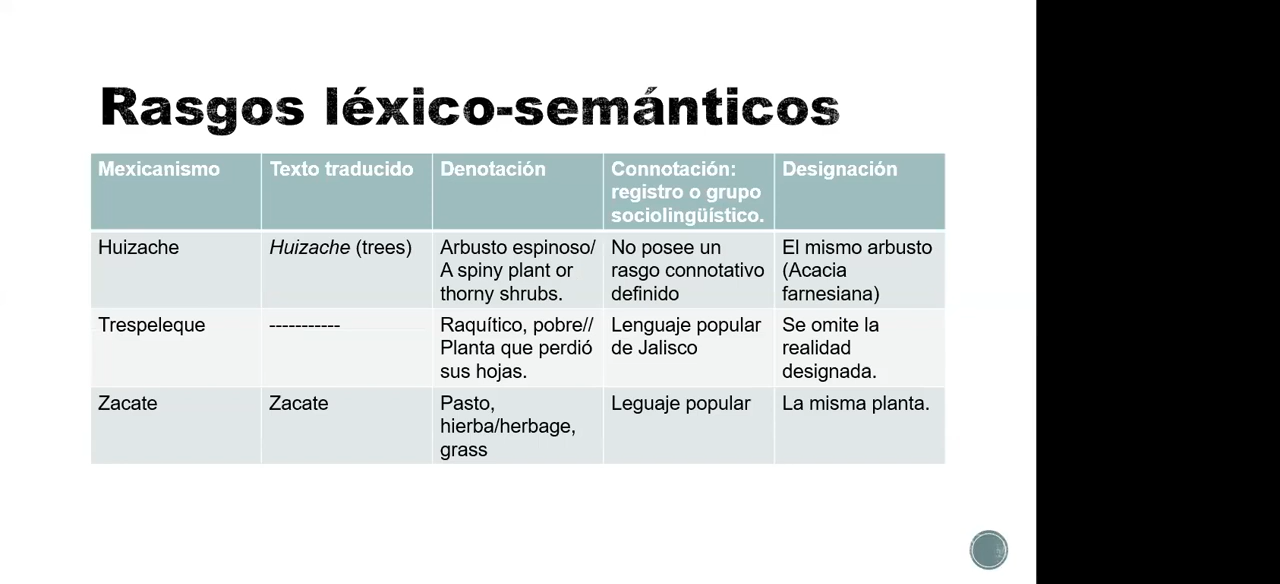 Rasgos léxico-semánticos
Mexicanismo
Texto traducido
Denotación
Connotación:
registro o grupo
sociolingüístico.
Designación
Huizache
Huizache (trees)
Arbusto espinoso/
A spiny plant or
thorny shrubs.
No posee un
rasgo connotativo
definido
El mismo arbusto
(Acacia
farnesiana)
Trespeleque
-----------
Raquítico, pobre//
Planta que perdió
sus hojas.
Lenguaje popular
de Jalisco
Se omite la
realidad
designada.
Zacate
Zacate
Pasto,
hierba/herbage,
grass
Leguaje popular
La misma planta.